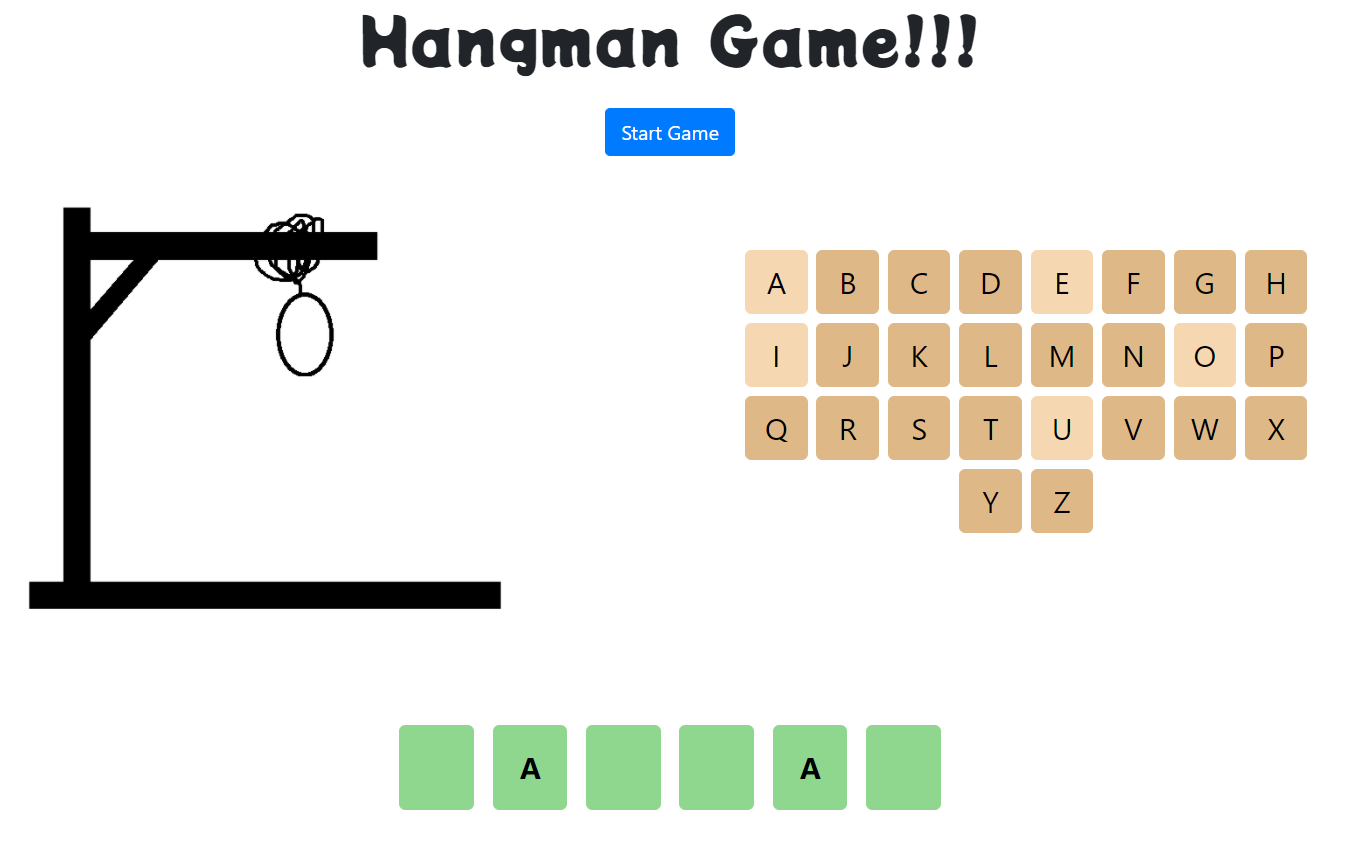 Hangman Game!!!
Start Game
A B C D E F G H
I J K L M N O P
Q R S T U V W X
Y Z
A A